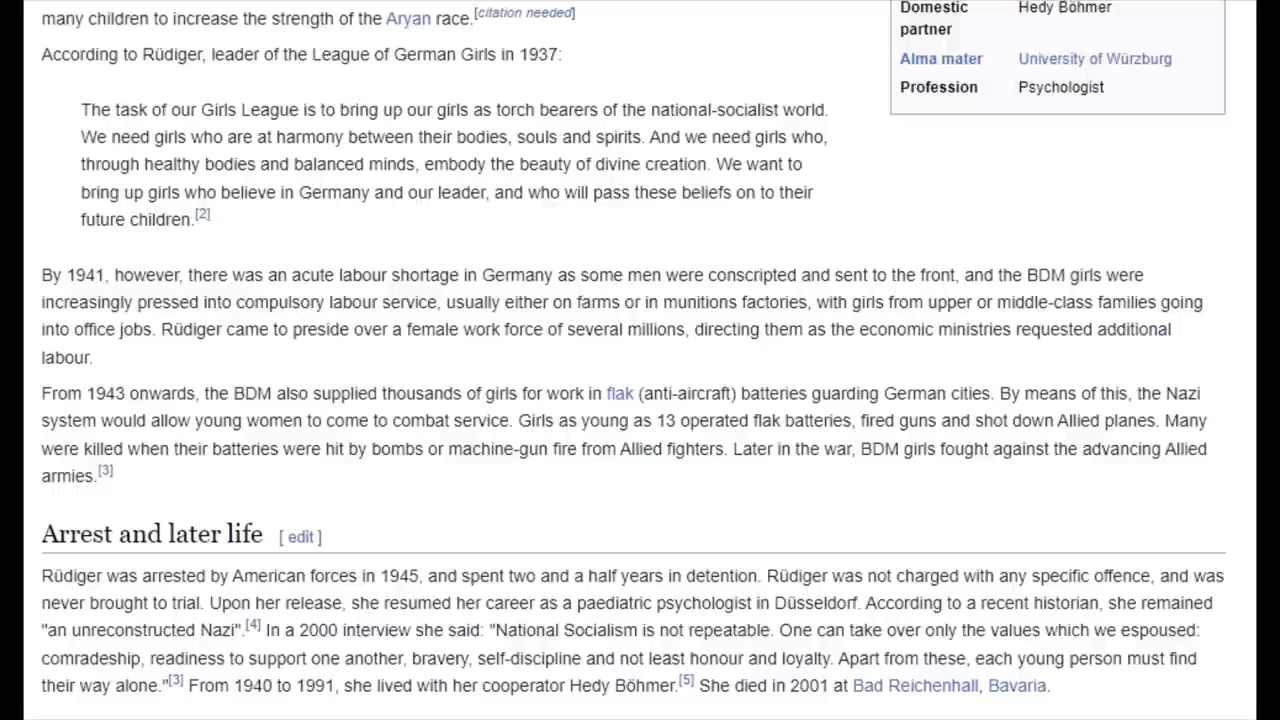 many children to increase the strength of the Aryan race.[citation needed]
According to Rüdiger, leader of the League of German Girls in 1937:
The task of our Girls League is to bring up our girls as torch bearers of the national-socialist world.
We need girls who are at harmony between their bodies, souls and spirits. And we need girls who,
through healthy bodies and balanced minds, embody the beauty of divine creation. We want to
bring up girls who believe in Germany and our leader, and who will pass these beliefs on to their
future children.[2]
Domestic partner Hedy Böhmer
Alma mater University of Würzburg
Profession Psychologist
By 1941, however, there was an acute labour shortage in Germany as some men were conscripted and sent to the front, and the BDM girls were
increasingly pressed into compulsory labour service, usually either on farms or in munitions factories, with girls from upper or middle-class families going
into office jobs. Rüdiger came to preside over a female work force of several millions, directing them as the economic ministries requested additional
labour.
From 1943 onwards, the BDM also supplied thousands of girls for work in flak (anti-aircraft) batteries guarding German cities. By means of this, the Nazi
system would allow young women to come to combat service. Girls as young as 13 operated flak batteries, fired guns and shot down Allied planes. Many
were killed when their batteries were hit by bombs or machine-gun fire from Allied fighters. Later in the war, BDM girls fought against the advancing Allied
armies.[3]
Arrest and later life [ edit ]
Rüdiger was arrested by American forces in 1945, and spent two and a half years in detention. Rüdiger was not charged with any specific offence, and was
never brought to trial. Upon her release, she resumed her career as a paediatric psychologist in Düsseldorf. According to a recent historian, she remained
"an unreconstructed Nazi".[4] In a 2000 interview she said: "National Socialism is not repeatable. One can take over only the values which we espoused:
comradeship, readiness to support one another, bravery, self-discipline and not least honour and loyalty. Apart from these, each young person must find
their way alone."[3] From 1940 to 1991, she lived with her cooperator Hedy Böhmer.[5] She died in 2001 at Bad Reichenhall, Bavaria.